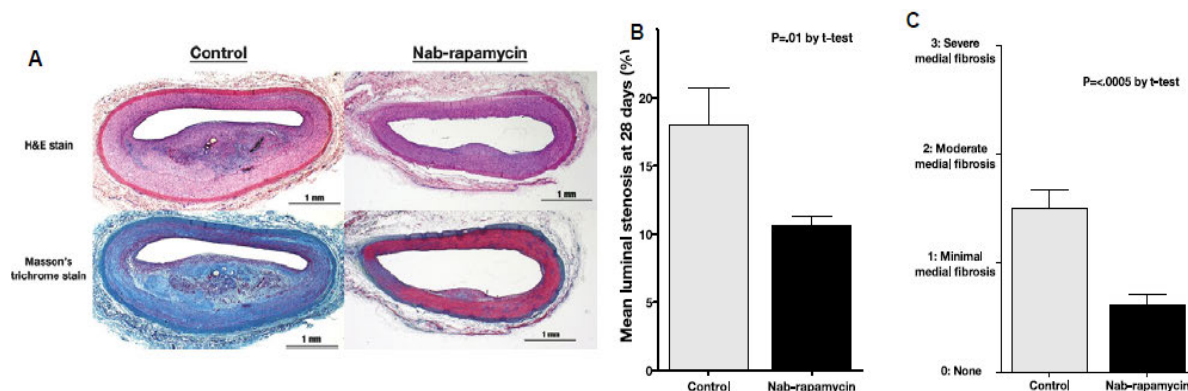 A
Control
Nab-rapamycin
H&E stain
1 mm
1 mm
Masson's
trichrome stain
1 mm
1 mm
B
P=.01 by t-test
Mean luminal stenosis at 28 days (%)
20
15
10
5
0
Control
Nab-rapamycin
C
3: Severe
medial fibrosis
P=<.0005 by t-test
2: Moderate
medial fibrosis
1: Minimal
medial fibrosis
0: None
Control
Nab-rapamycin